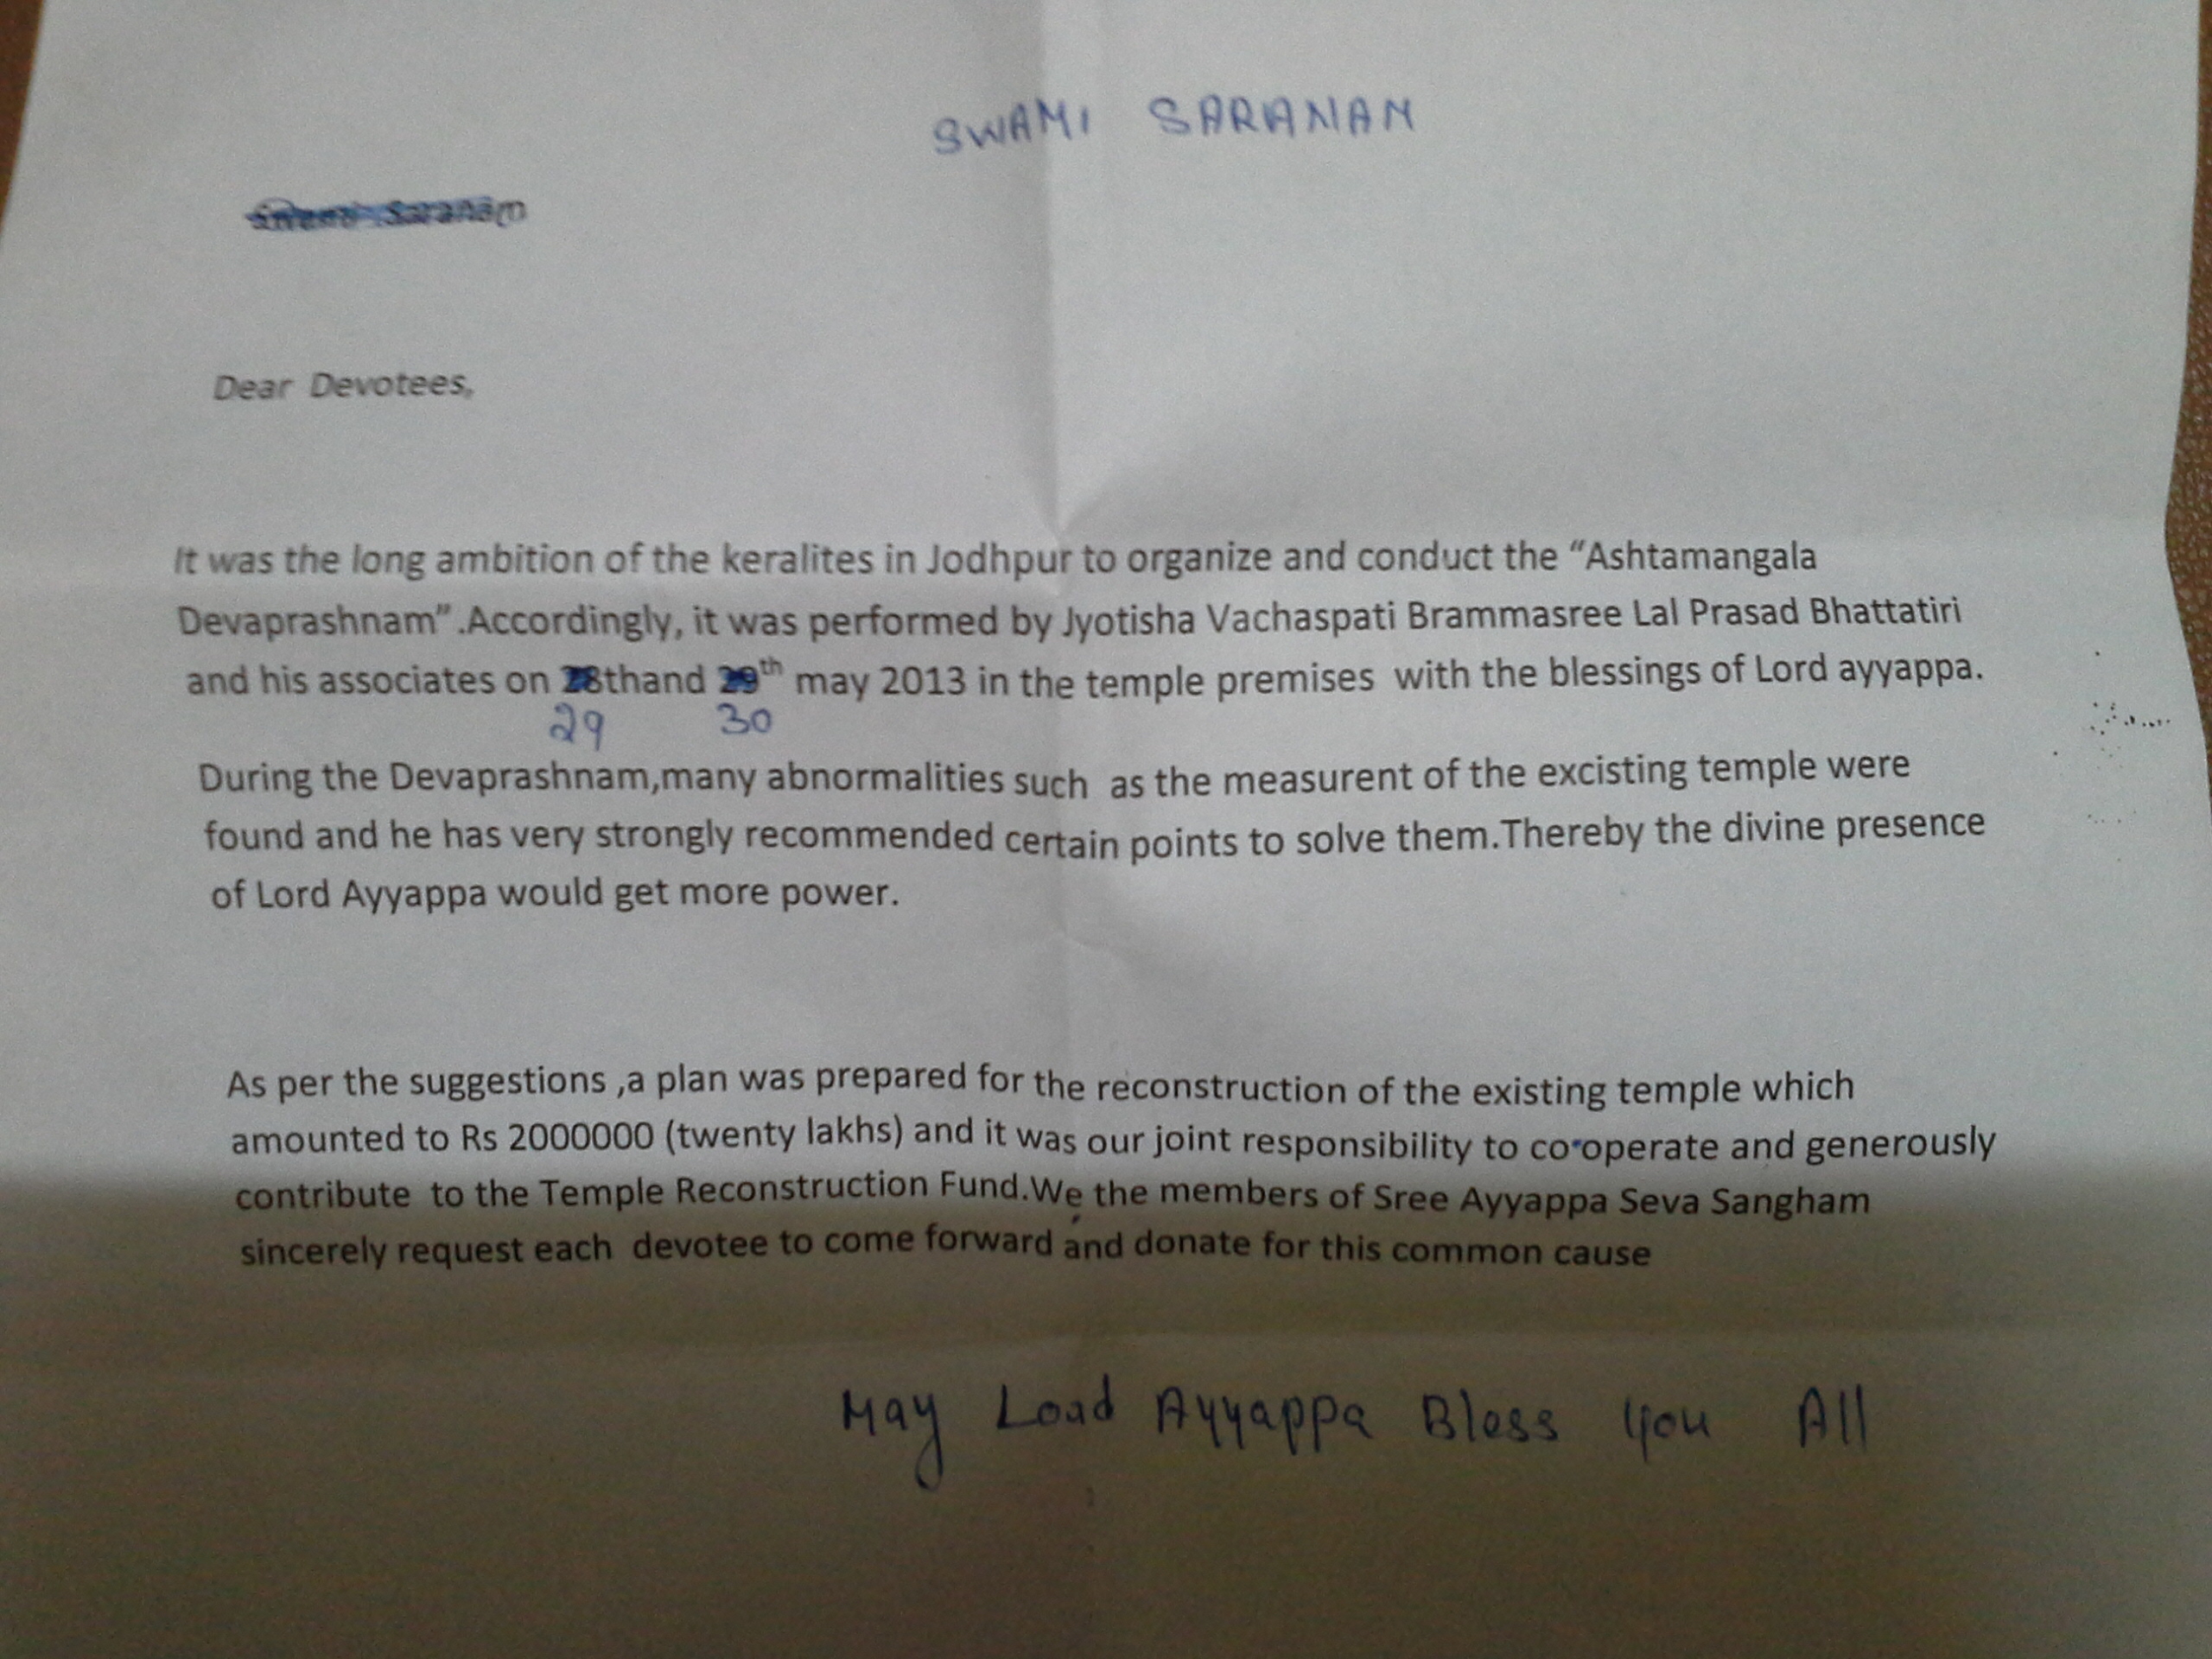 SWAMI SARANAM
Swami Saranam
Dear Devotees,
It was the long ambition of the keralites in Jodhpur to organize and conduct the “Ashtamangala
Devaprashnam”.Accordingly, it was performed by Jyotisha Vachaspati Brammasree Lal Prasad Bhattatiri
and his associates on 28thand 29th may 2013 in the temple premises with the blessings of Lord ayyappa.
29 30
During the Devaprashnam,many abnormalities such as the measurent of the excisting temple were
found and he has very strongly recommended certain points to solve them.Thereby the divine presence
of Lord Ayyappa would get more power.
As per the suggestions ,a plan was prepared for the reconstruction of the existing temple which
amounted to Rs 2000000 (twenty lakhs) and it was our joint responsibility to co-operate and generously
contribute to the Temple Reconstruction Fund.We the members of Sree Ayyappa Seva Sangham
sincerely request each devotee to come forward and donate for this common cause
May Lord Ayyappa Bless You All